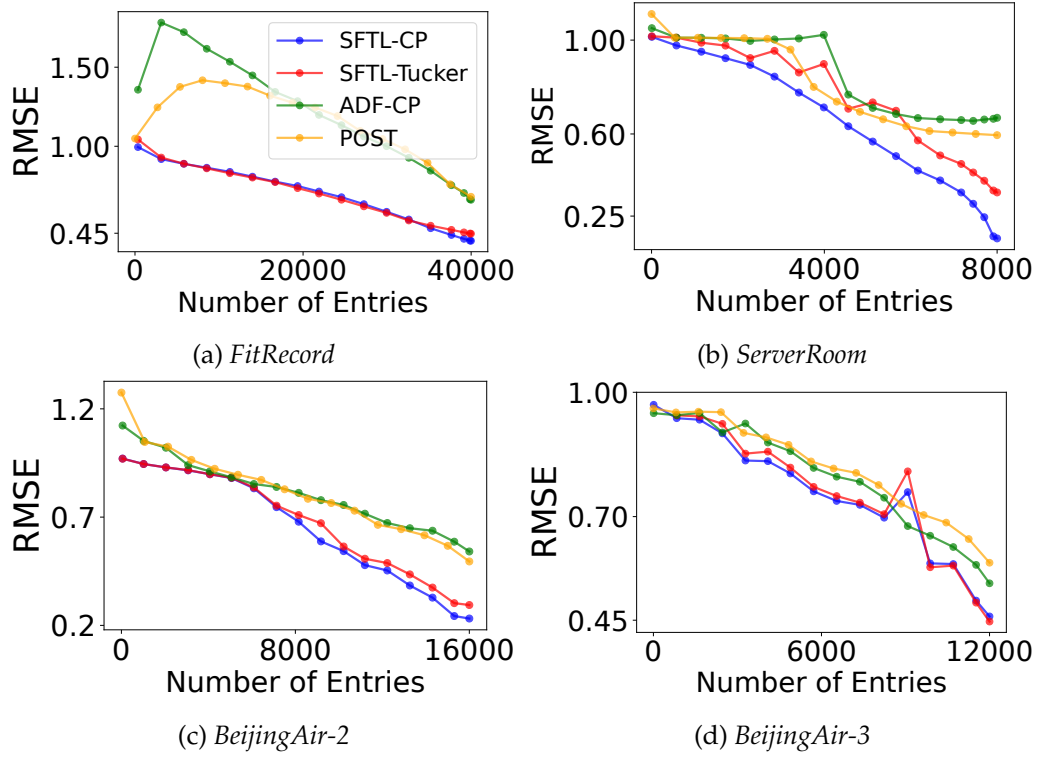 SFTL-CP
SFTL-Tucker
ADF-CP
POST
RMSE
1.50
1.00
0.45
0
20000
40000
Number of Entries
(a) FitRecord
RMSE
1.00
0.60
0.25
0
4000
8000
Number of Entries
(b) ServerRoom
RMSE
1.2
0.7
0.2
0
8000
16000
Number of Entries
(c) BeijingAir-2
RMSE
1.00
0.70
0.45
0
6000
12000
Number of Entries
(d) BeijingAir-3